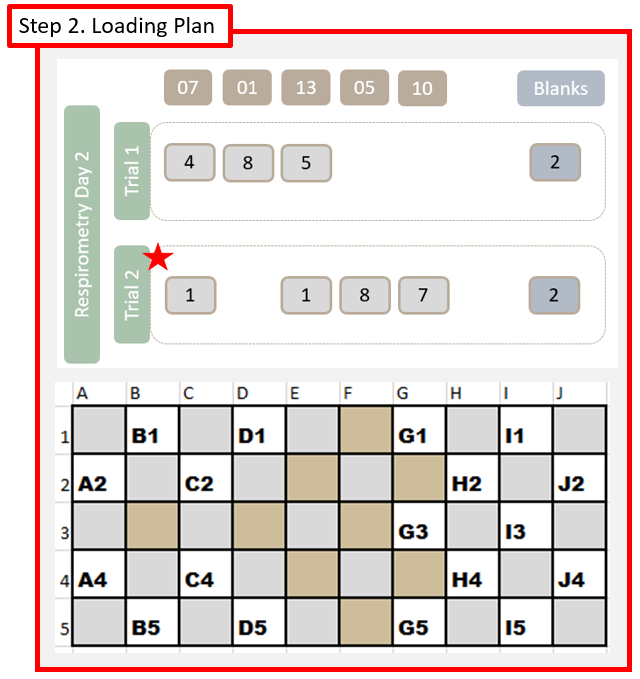 Step 2. Loading Plan
07 01 13 05 10 Blanks
Respirometry Day 2
Trial 1
4 8 5 2
Trial 2
1 1 8 7 2
A B C D E F G H I J
1 B1 D1 G1 I1
2 A2 C2 H2 J2
3 G3 I3
4 A4 C4 H4 J4
5 B5 D5 G5 I5